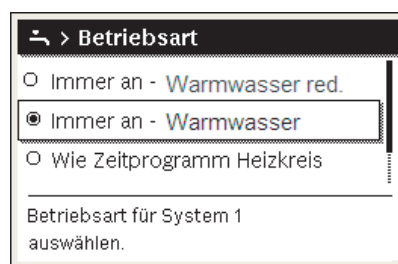 > Betriebsart
Immer an - Warmwasser red.
Immer an - Warmwasser
Wie Zeitprogramm Heizkreis
Betriebsart für System 1
auswählen.